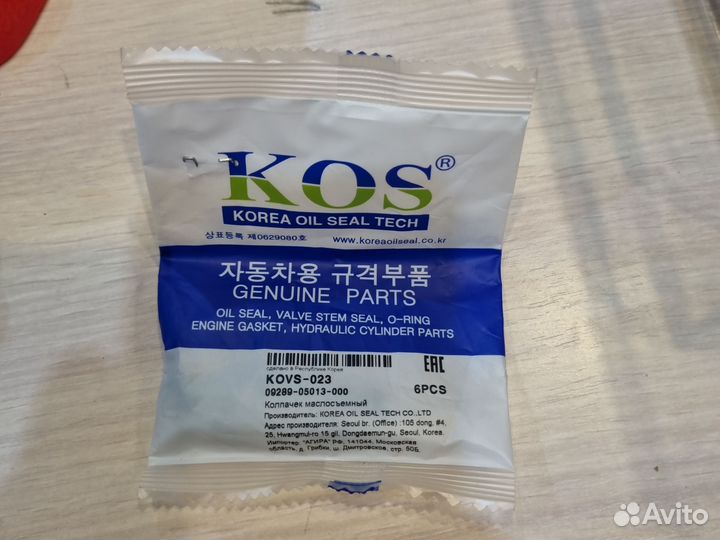 KOS®
KOREA OIL SEAL TECH
상표등록 제0629080호
www.koreaoilseal.co.kr
자동차용 규격부품
GENUINE PARTS
OIL SEAL, VALVE STEM SEAL, O-RING
ENGINE GASKET, HYDRAULIC CYLINDER PARTS
сделано в Республике Корея
EAC
KOVS-023
09289-05013-000
6PCS
Колпачек маслосъемный
Производитель: KOREA OIL SEAL TECH CO.,LTD
Адрес производителя: Seoul br. (Office) :105 dong, #4,
25, Hwangmul-ro 15 gil, Dongdaemun-gu, Seoul, Korea.
Импортер: "АГИРА" РФ, 141044, Московская
область, д. Грибки, ш. Дмитровское, стр. 50Б,
Avito